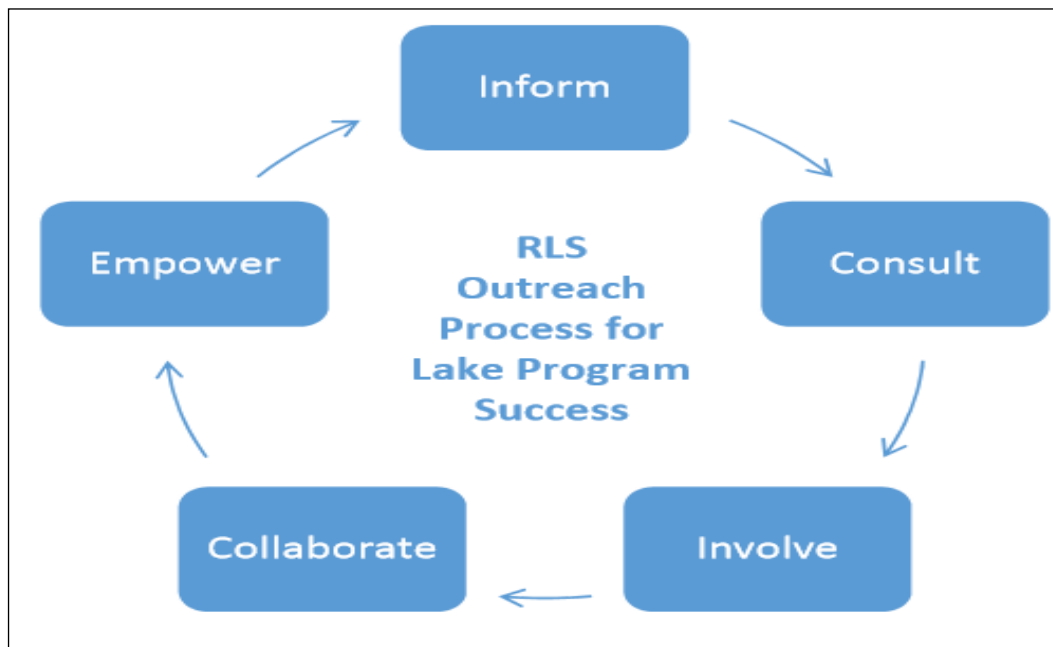 Inform
Empower
Consult
RLS
Outreach
Process for
Lake Program
Success
Collaborate
Involve